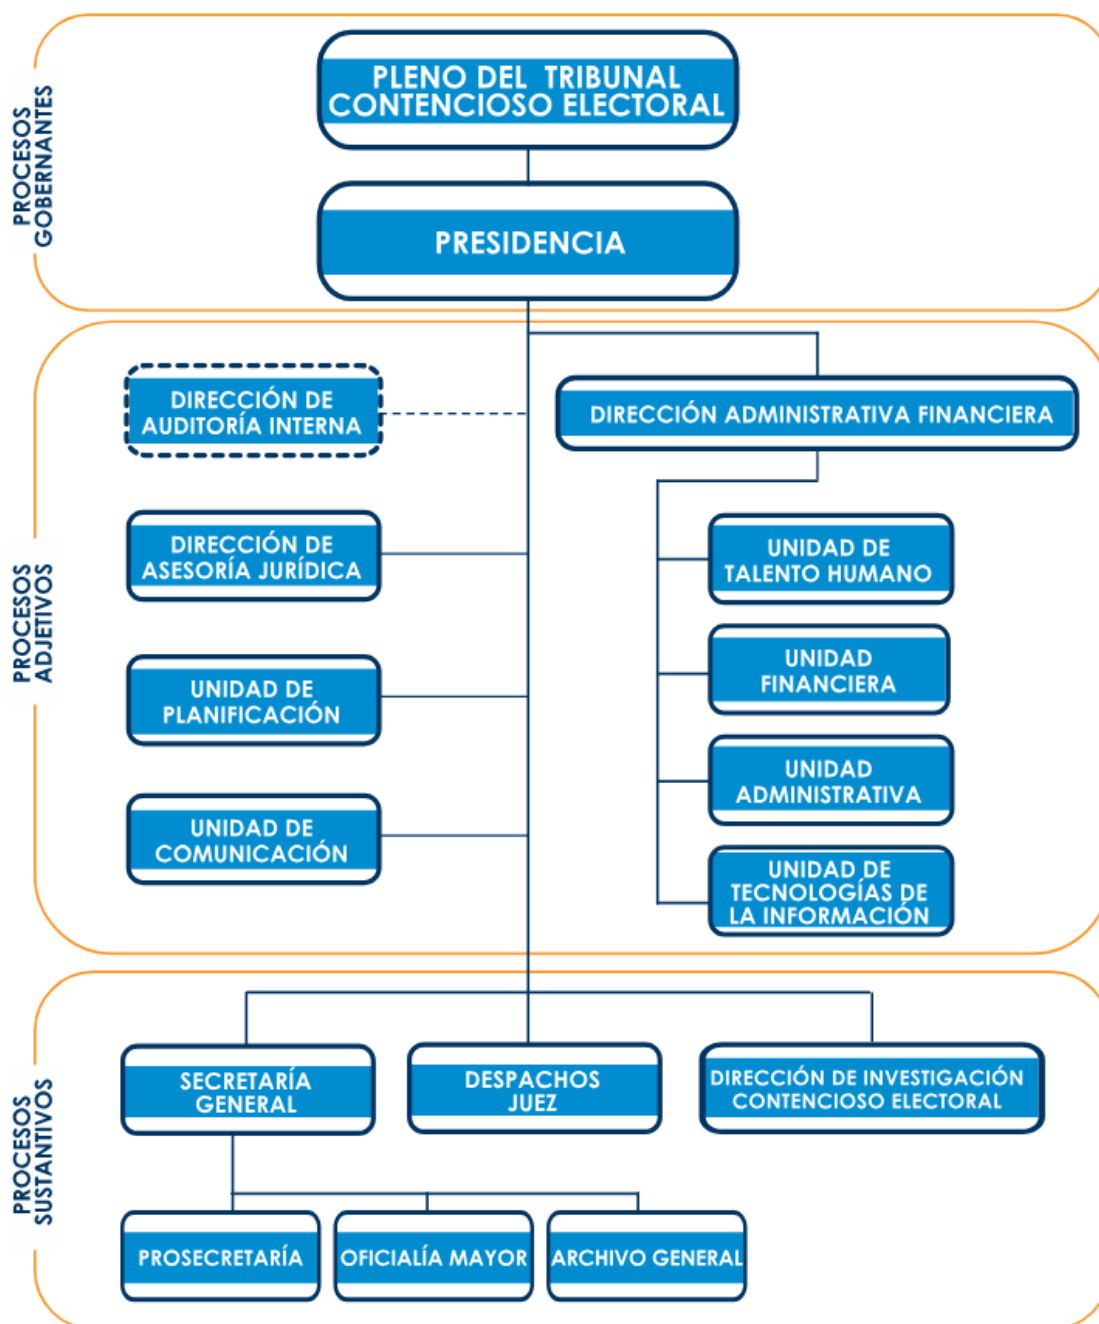 PROCESOS
GOBERNANTES
PLENO DEL TRIBUNAL
CONTENCIOSO ELECTORAL
PRESIDENCIA
PROCESOS
ADJETIVOS
DIRECCIÓN DE
AUDITORÍA INTERNA
DIRECCIÓN ADMINISTRATIVA FINANCIERA
DIRECCIÓN DE
ASESORÍA JURÍDICA
UNIDAD DE
PLANIFICACIÓN
UNIDAD DE
COMUNICACIÓN
UNIDAD DE
TALENTO HUMANO
UNIDAD
FINANCIERA
UNIDAD
ADMINISTRATIVA
UNIDAD DE
TECNOLOGÍAS DE
LA INFORMACIÓN
PROCESOS
SUSTANTIVOS
SECRETARÍA
GENERAL
DESPACHOS
JUEZ
DIRECCIÓN DE INVESTIGACIÓN
CONTENCIOSO ELECTORAL
PROSECRETARÍA
OFICIALÍA MAYOR
ARCHIVO GENERAL